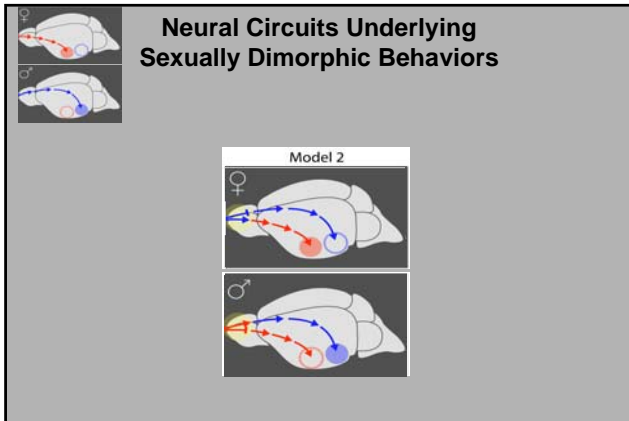 ♀
♂
Neural Circuits Underlying
Sexually Dimorphic Behaviors
Model 2
♀
♂